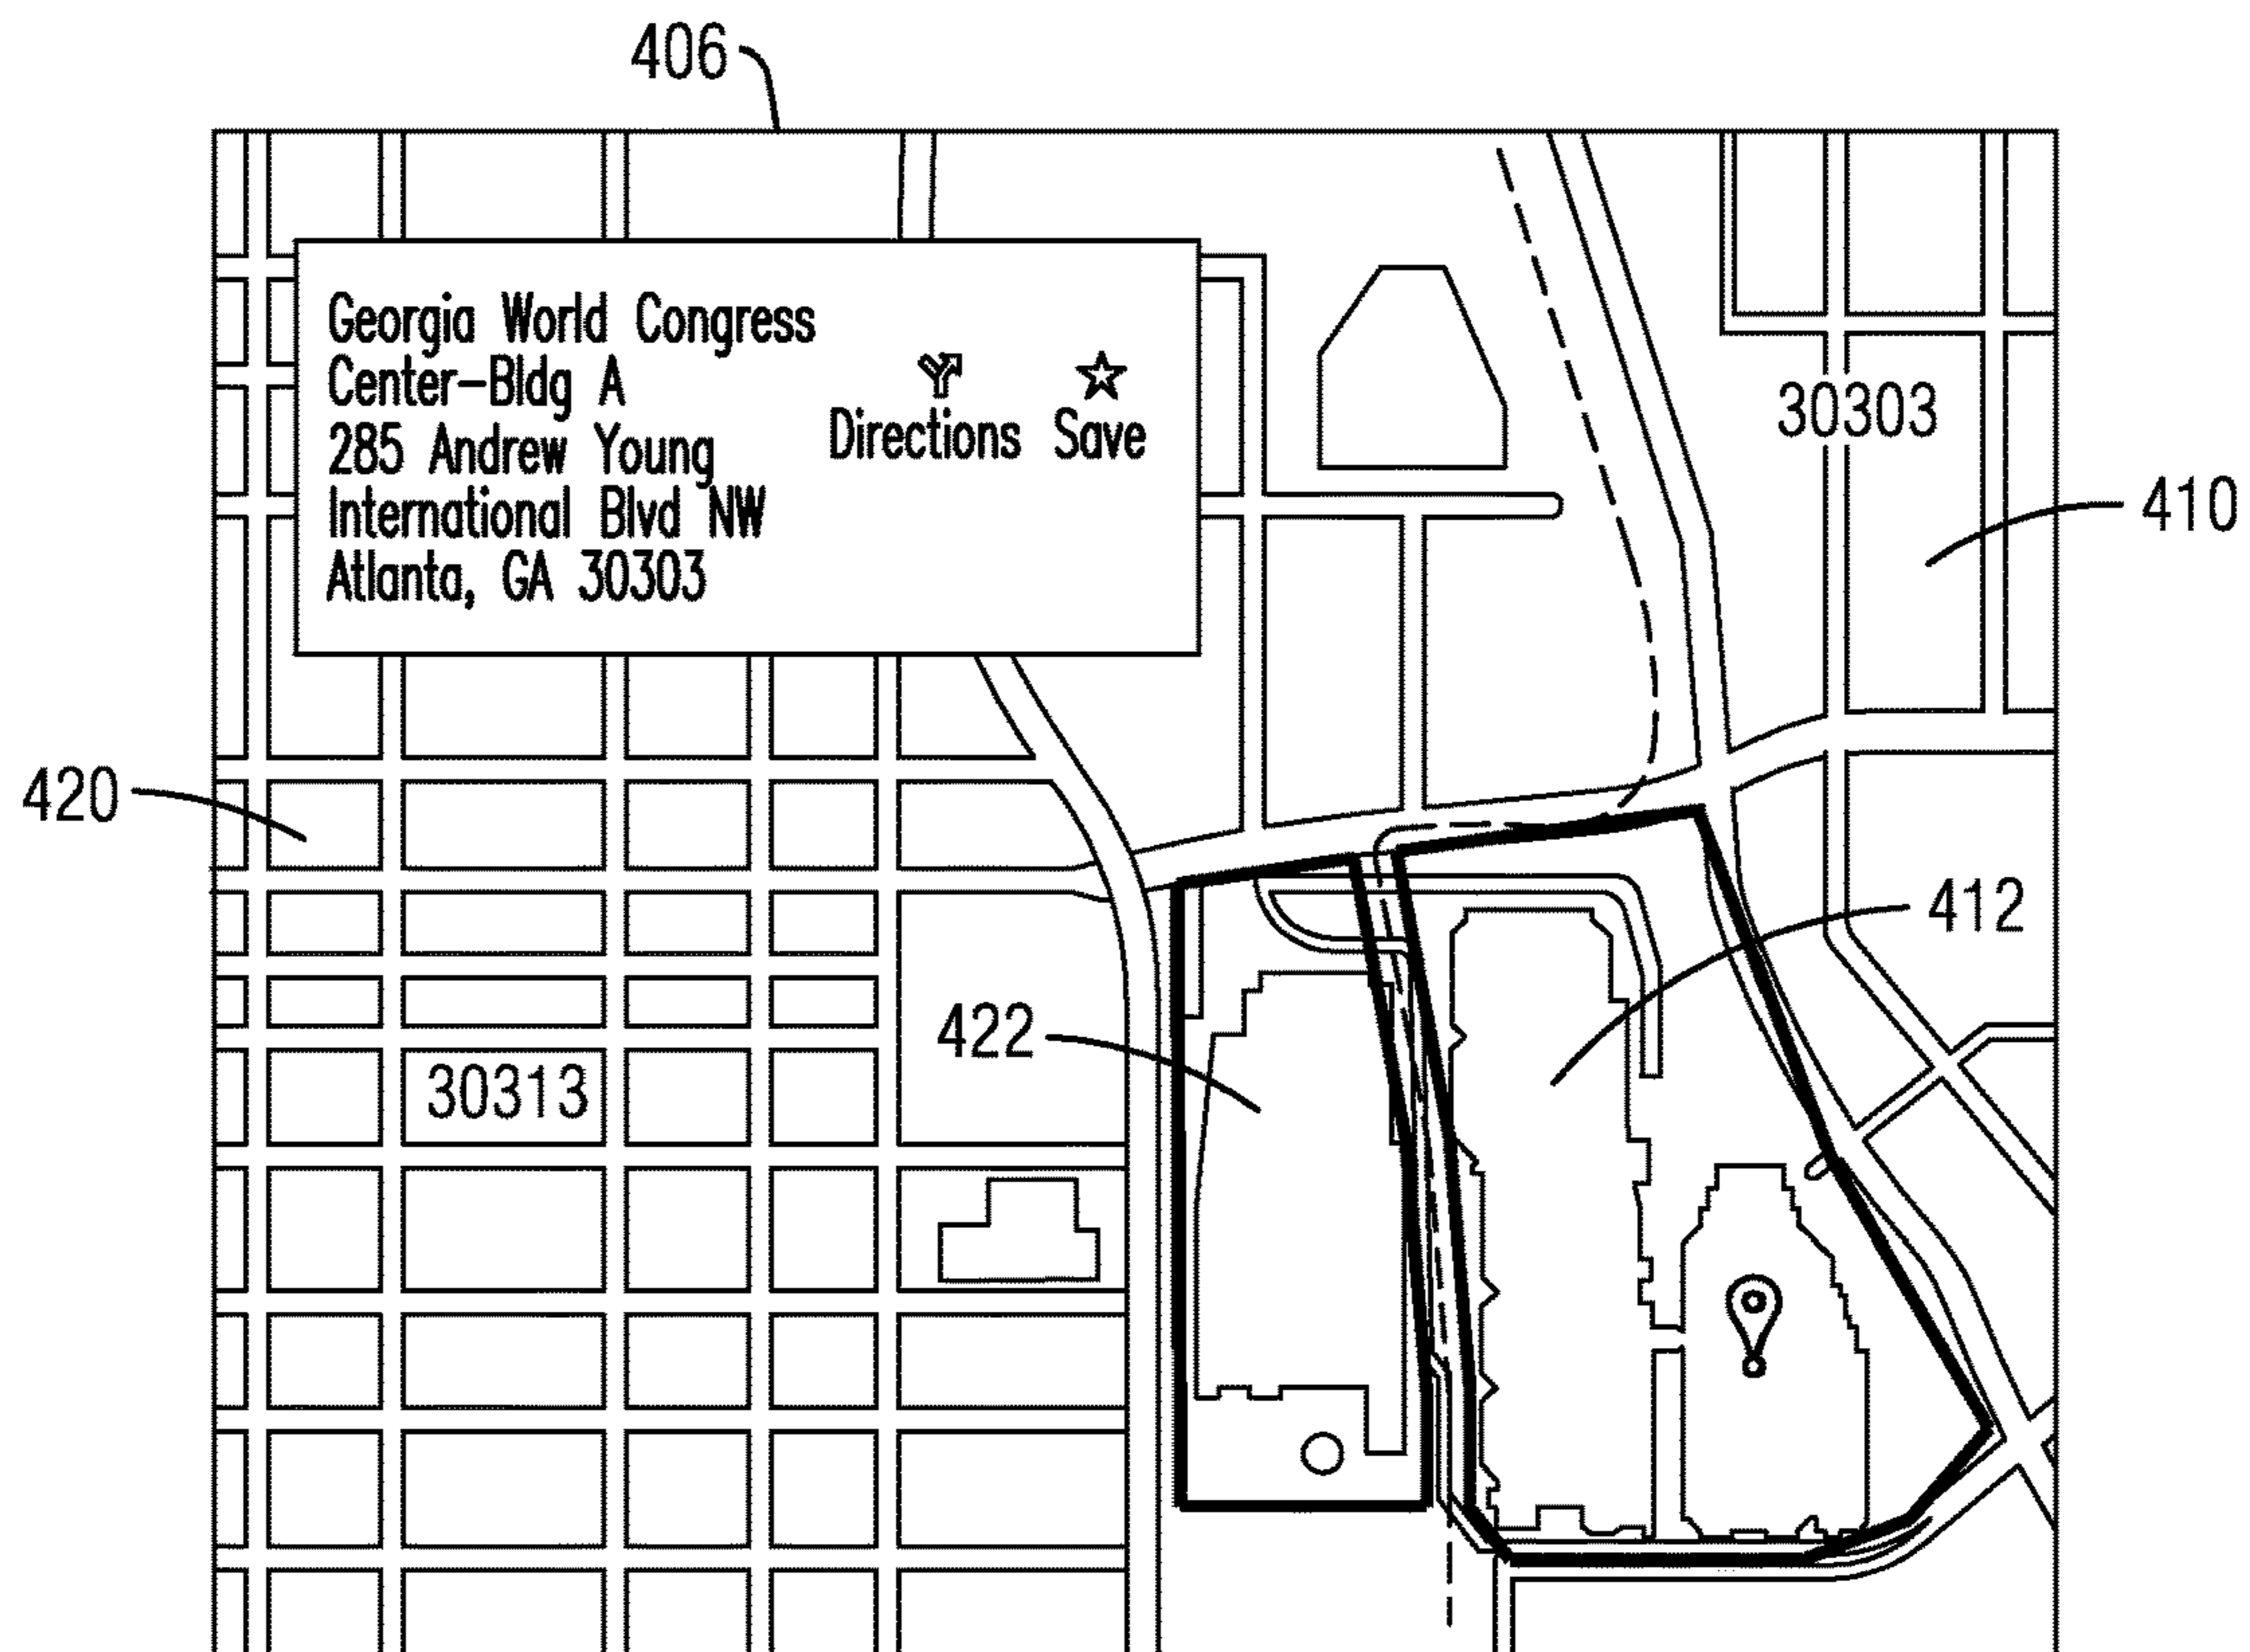 406
Georgia World Congress
Center-Bldg A
285 Andrew Young
International Blvd NW
Atlanta, GA 30303
Directions Save
30303
410
420
412
422
30313